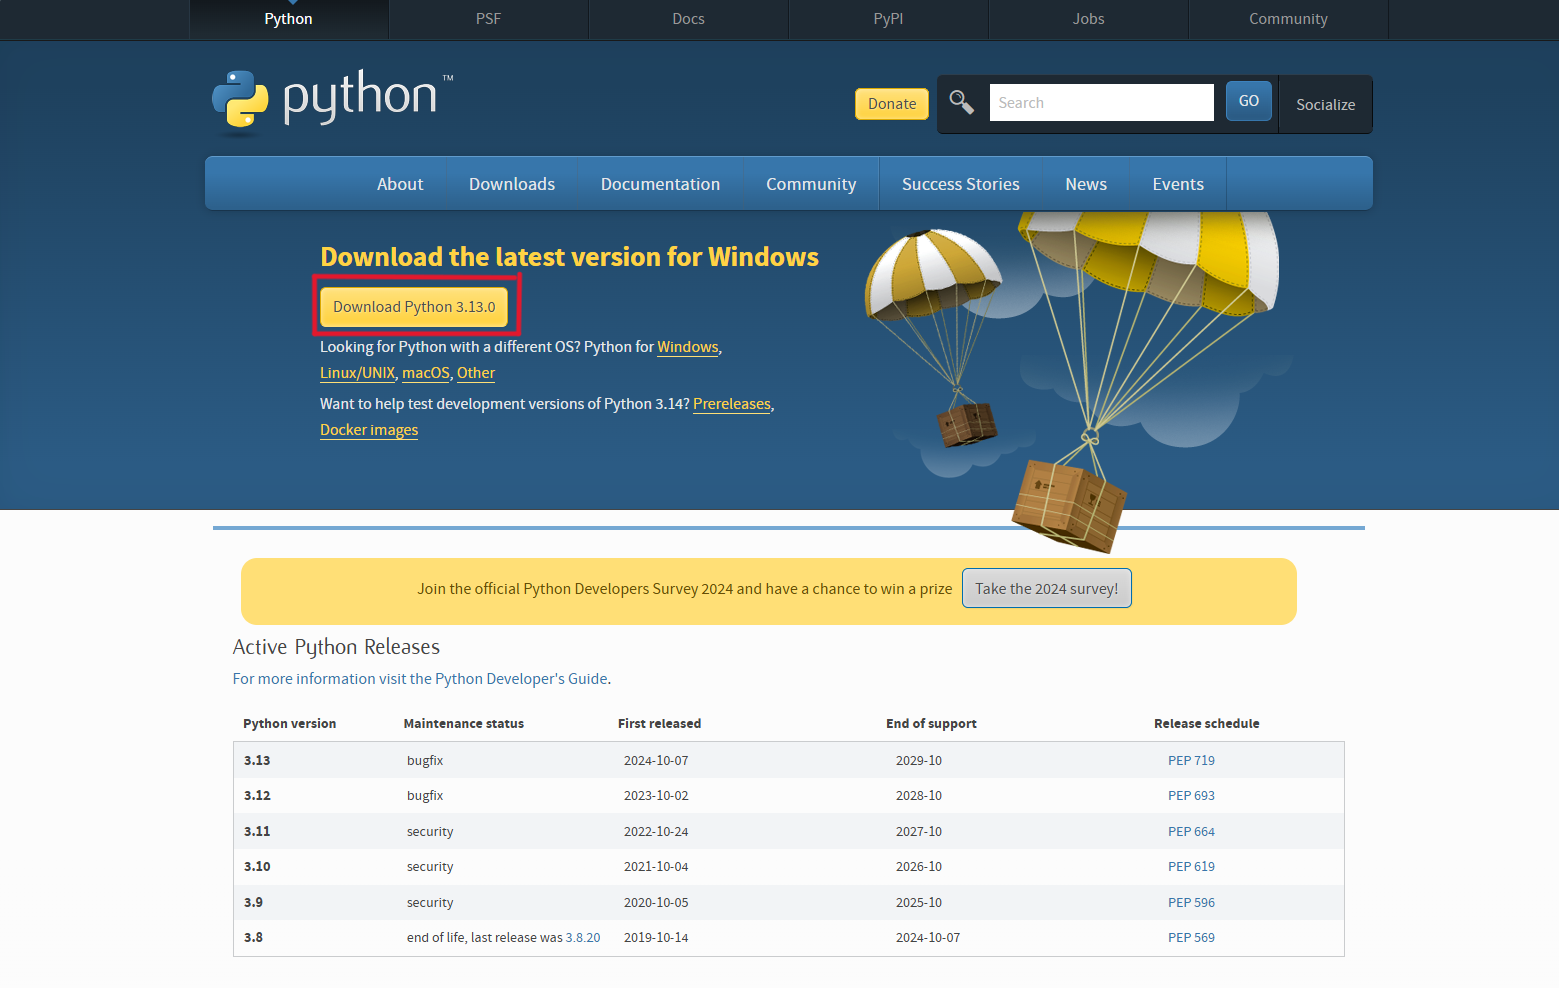 Python PSF Docs PyPI Jobs Community
python™
Donate Search GO Socialize
About Downloads Documentation Community Success Stories News Events
Download the latest version for Windows
Download Python 3.13.0
Looking for Python with a different OS? Python for Windows,
Linux/UNIX, macOS, Other
Want to help test development versions of Python 3.14? Prereleases,
Docker images
Join the official Python Developers Survey 2024 and have a chance to win a prize Take the 2024 survey!
Active Python Releases
For more information visit the Python Developer's Guide.
Python version Maintenance status First released End of support Release schedule
3.13 bugfix 2024-10-07 2029-10 PEP 719
3.12 bugfix 2023-10-02 2028-10 PEP 693
3.11 security 2022-10-24 2027-10 PEP 664
3.10 security 2021-10-04 2026-10 PEP 619
3.9 security 2020-10-05 2025-10 PEP 596
3.8 end of life, last release was 3.8.20 2019-10-14 2024-10-07 PEP 569